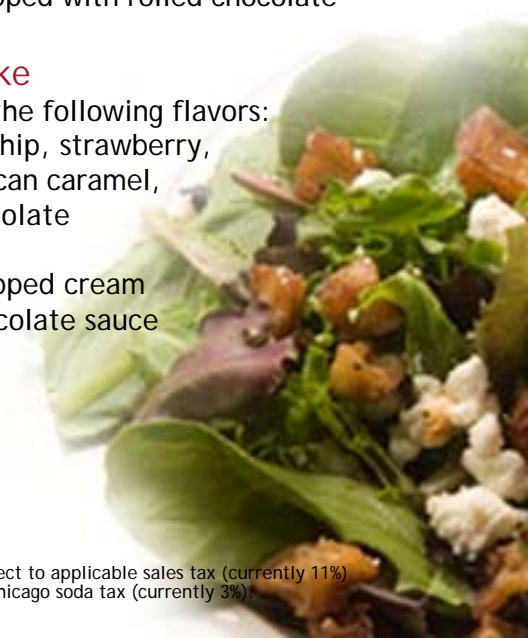 pped with rolled chocolate
ke
he following flavors:
hip, strawberry,
can caramel,
olate
pped cream
colate sauce
ect to applicable sales tax (currently 11%)
hicago soda tax (currently 3%).